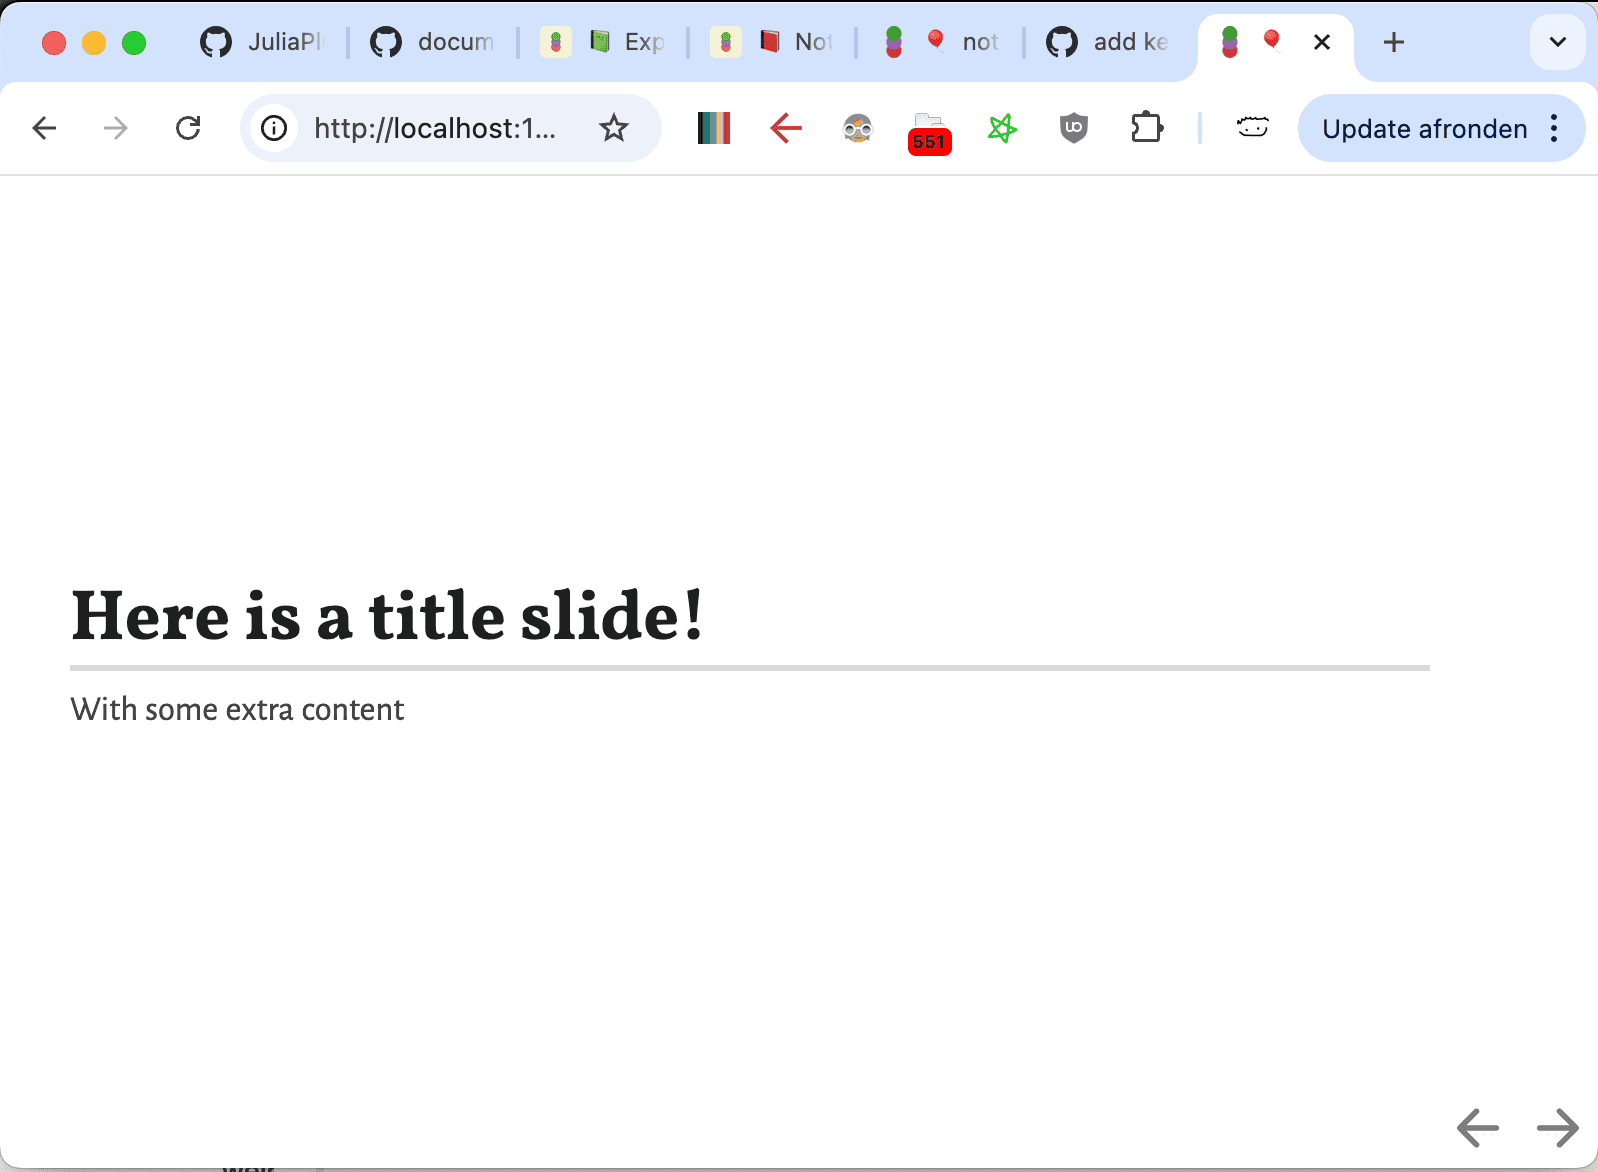 JuliaPl
docum
Exp
Not
not
add ke
http://localhost:1...
551
Update afronden
Here is a title slide!
With some extra content